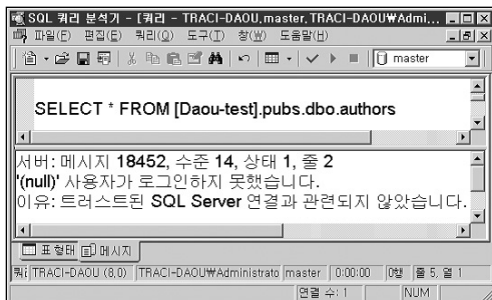 SQL 쿼리 분석기 - [쿼리 - TRACI-DAOU.master.TRACI-DAOU₩Admi...
파일(F) 편집(E) 쿼리(Q) 도구(T) 창(W) 도움말(H)
master
SELECT * FROM [Daou-test].pubs.dbo.authors
서버: 메시지 18452, 수준 14, 상태 1, 줄 2
'(null)' 사용자가 로그인하지 못했습니다.
이유: 트러스트된 SQL Server 연결과 관련되지 않았습니다.
표 형태 메시지
TRACI-DAOU (8,0) TRACI-DAOU₩Administrato master 0:00:00 0행 줄 5, 열 1
연결 수: 1 NUM